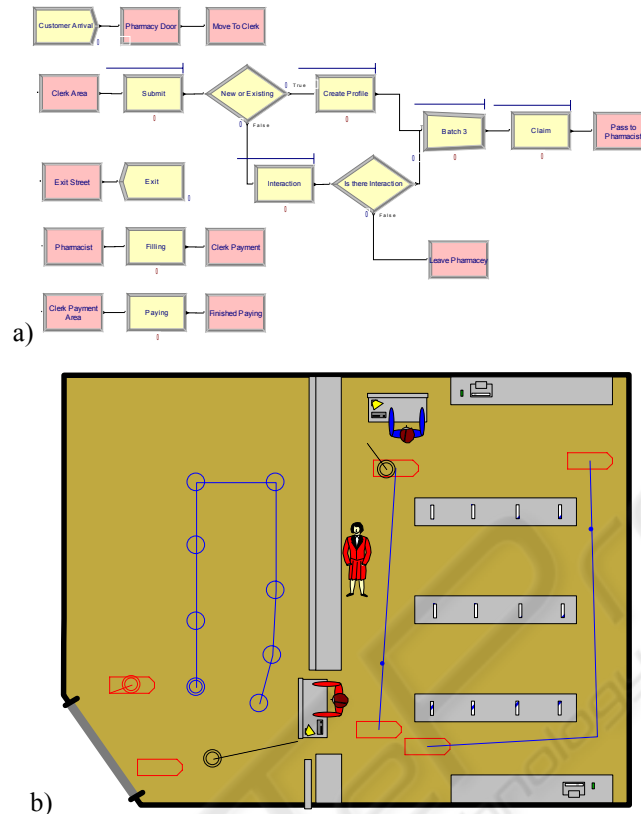 Customer Arrival
Pharmacy Door
Move To Clerk
Clerk Area
Submit
New or Existing
True
Create Profile
Batch 3
Claim
Pass to
Pharmacist
False
Interaction
Is there Interaction
False
Exit Street
Exit
Pharmacist
Filling
Clerk Payment
Leave Pharmacey
Clerk Payment
Area
Paying
Finished Paying
a)
b)